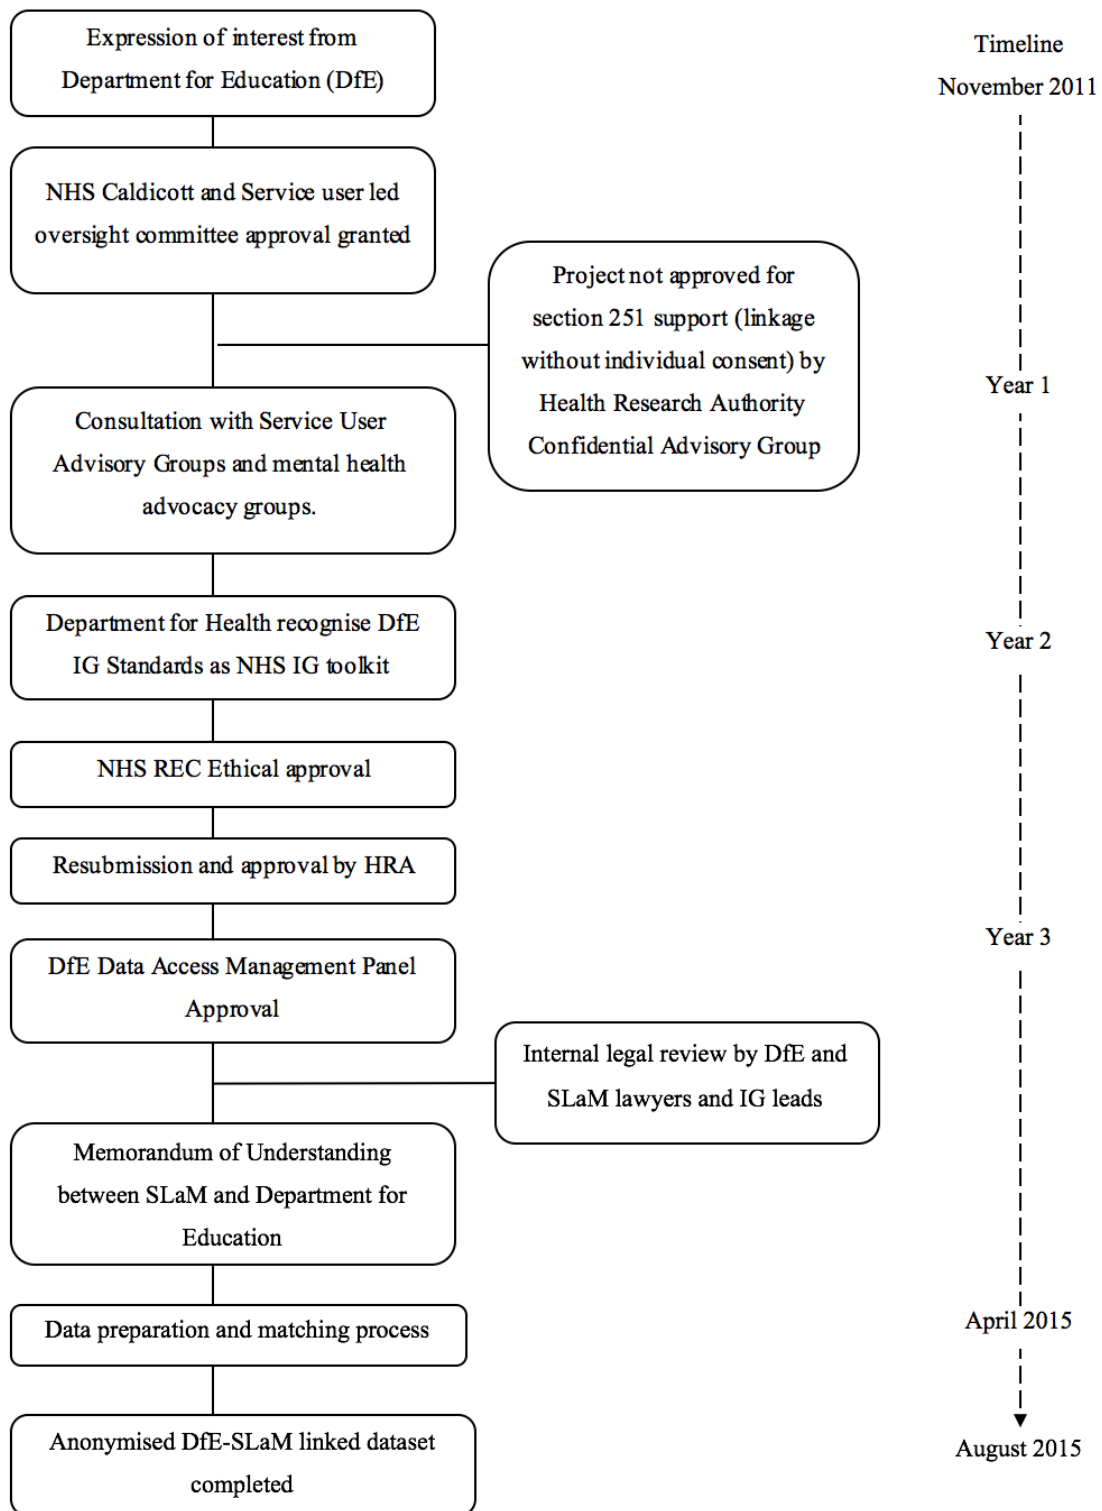 Expression of interest from
Department for Education (DfE)
Timeline
November 2011
NHS Caldicott and Service user led
oversight committee approval granted
Project not approved for
section 251 support (linkage
without individual consent) by
Health Research Authority
Confidential Advisory Group
Year 1
Consultation with Service User
Advisory Groups and mental health
advocacy groups.
Department for Health recognise DfE
IG Standards as NHS IG toolkit
Year 2
NHS REC Ethical approval
Resubmission and approval by HRA
Year 3
DfE Data Access Management Panel
Approval
Internal legal review by DfE and
SLaM lawyers and IG leads
Memorandum of Understanding
between SLaM and Department for
Education
Data preparation and matching process
April 2015
Anonymised DfE-SLaM linked dataset
completed
August 2015